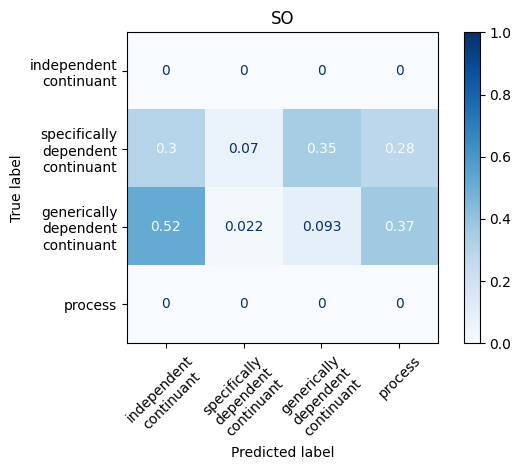 SO
True label
independent
continuant
specifically
dependent
continuant
generically
dependent
continuant
process
0 0 0 0
0.3 0.07 0.35 0.28
0.52 0.022 0.093 0.37
0 0 0 0
independent
continuant
specifically
dependent
continuant
generically
dependent
continuant
process
Predicted label
1.0
0.8
0.6
0.4
0.2
0.0